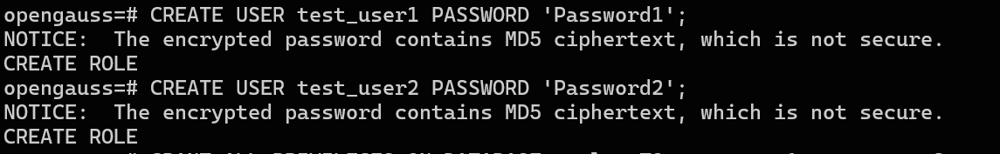 opengauss=# CREATE USER test_user1 PASSWORD 'Password1';
NOTICE:  The encrypted password contains MD5 ciphertext, which is not secure.
CREATE ROLE
opengauss=# CREATE USER test_user2 PASSWORD 'Password2';
NOTICE:  The encrypted password contains MD5 ciphertext, which is not secure.
CREATE ROLE